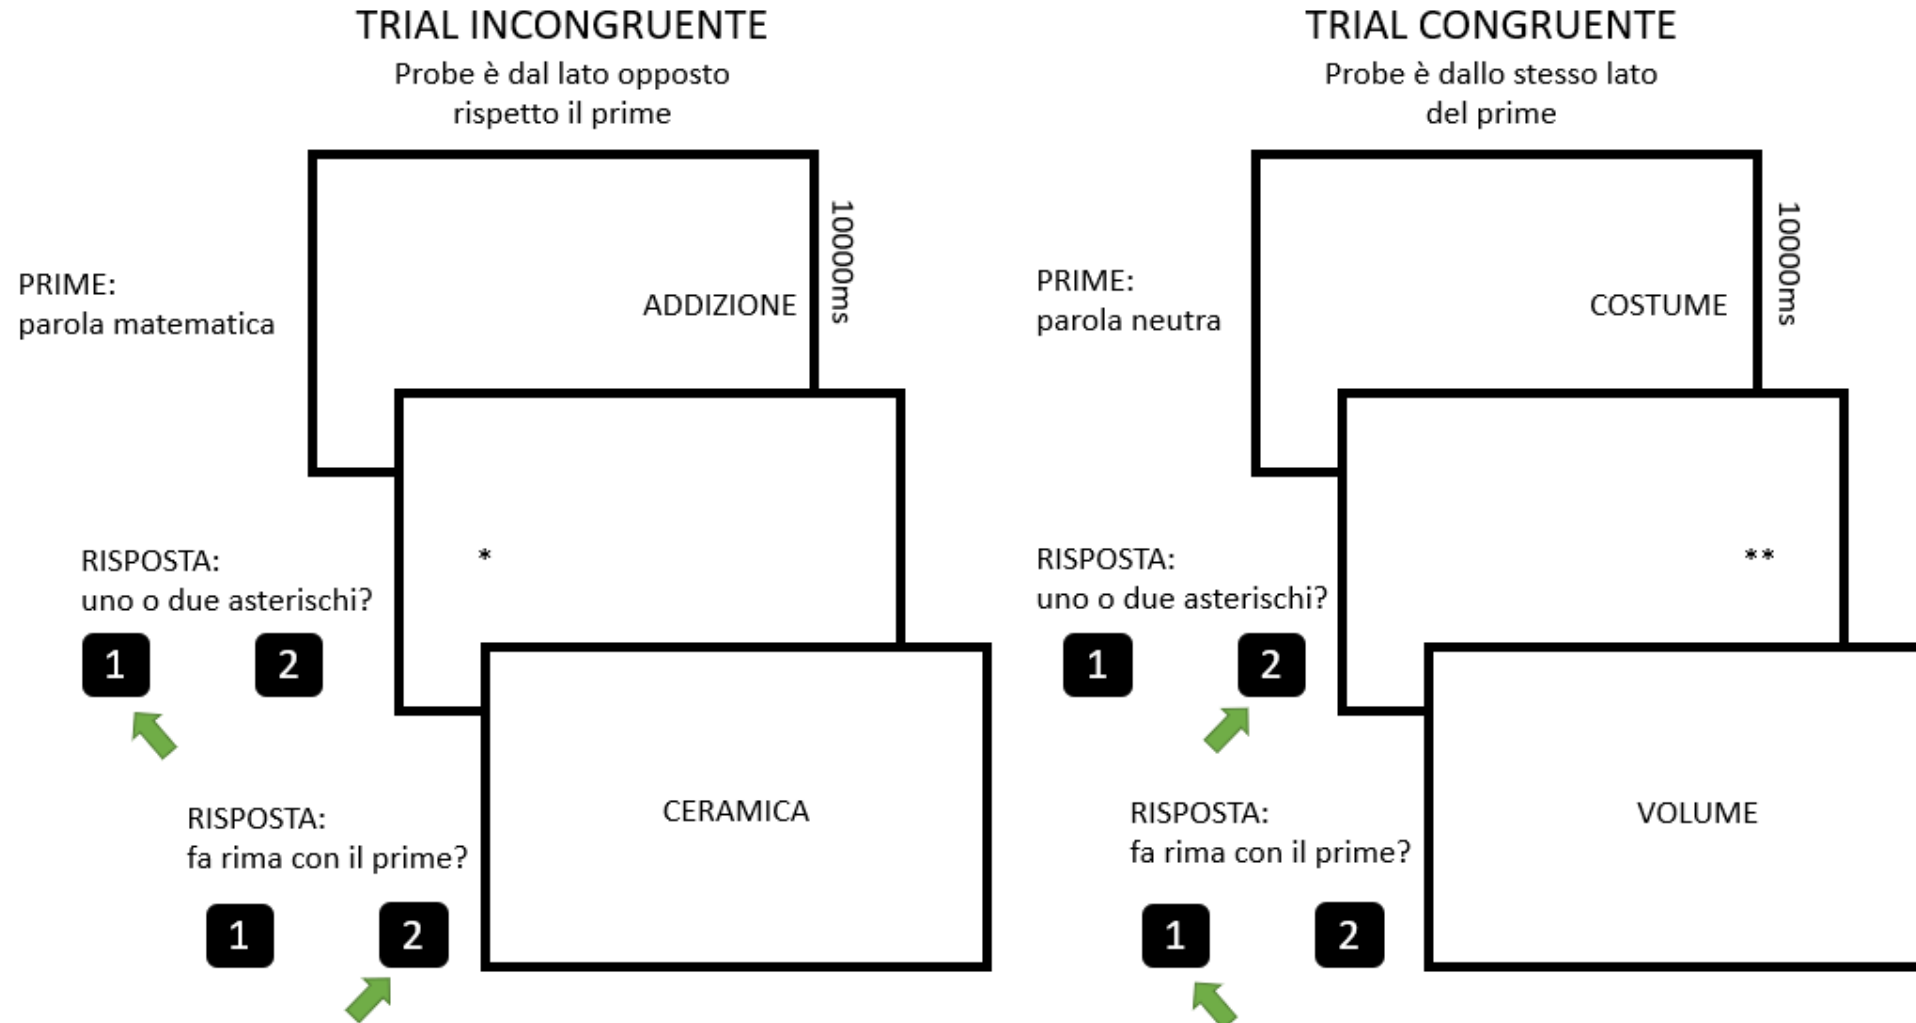 TRIAL INCONGRUENTE
Probe è dal lato opposto
rispetto il prime
PRIME:
parola matematica
ADDIZIONE
10000ms
*
RISPOSTA:
uno o due asterischi?
1 2
CERAMICA
RISPOSTA:
fa rima con il prime?
1 2
TRIAL CONGRUENTE
Probe è dallo stesso lato
del prime
PRIME:
parola neutra
COSTUME
10000ms
**
RISPOSTA:
uno o due asterischi?
1 2
VOLUME
RISPOSTA:
fa rima con il prime?
1 2